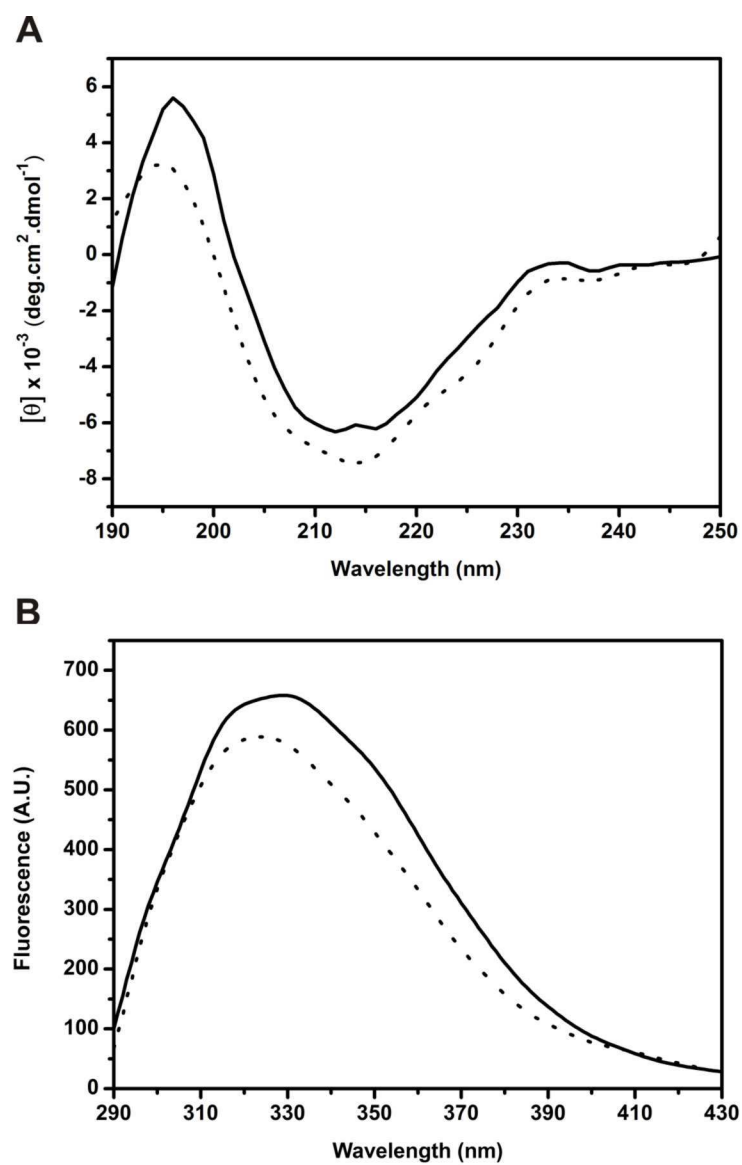 A
6
4
2
0
-2
-4
-6
-8
[θ] x 10⁻³ (deg.cm².dmol⁻¹)
190 200 210 220 230 240 250
Wavelength (nm)
B
700
600
500
400
300
200
100
0
Fluorescence (A.U.)
290 310 330 350 370 390 410 430
Wavelength (nm)